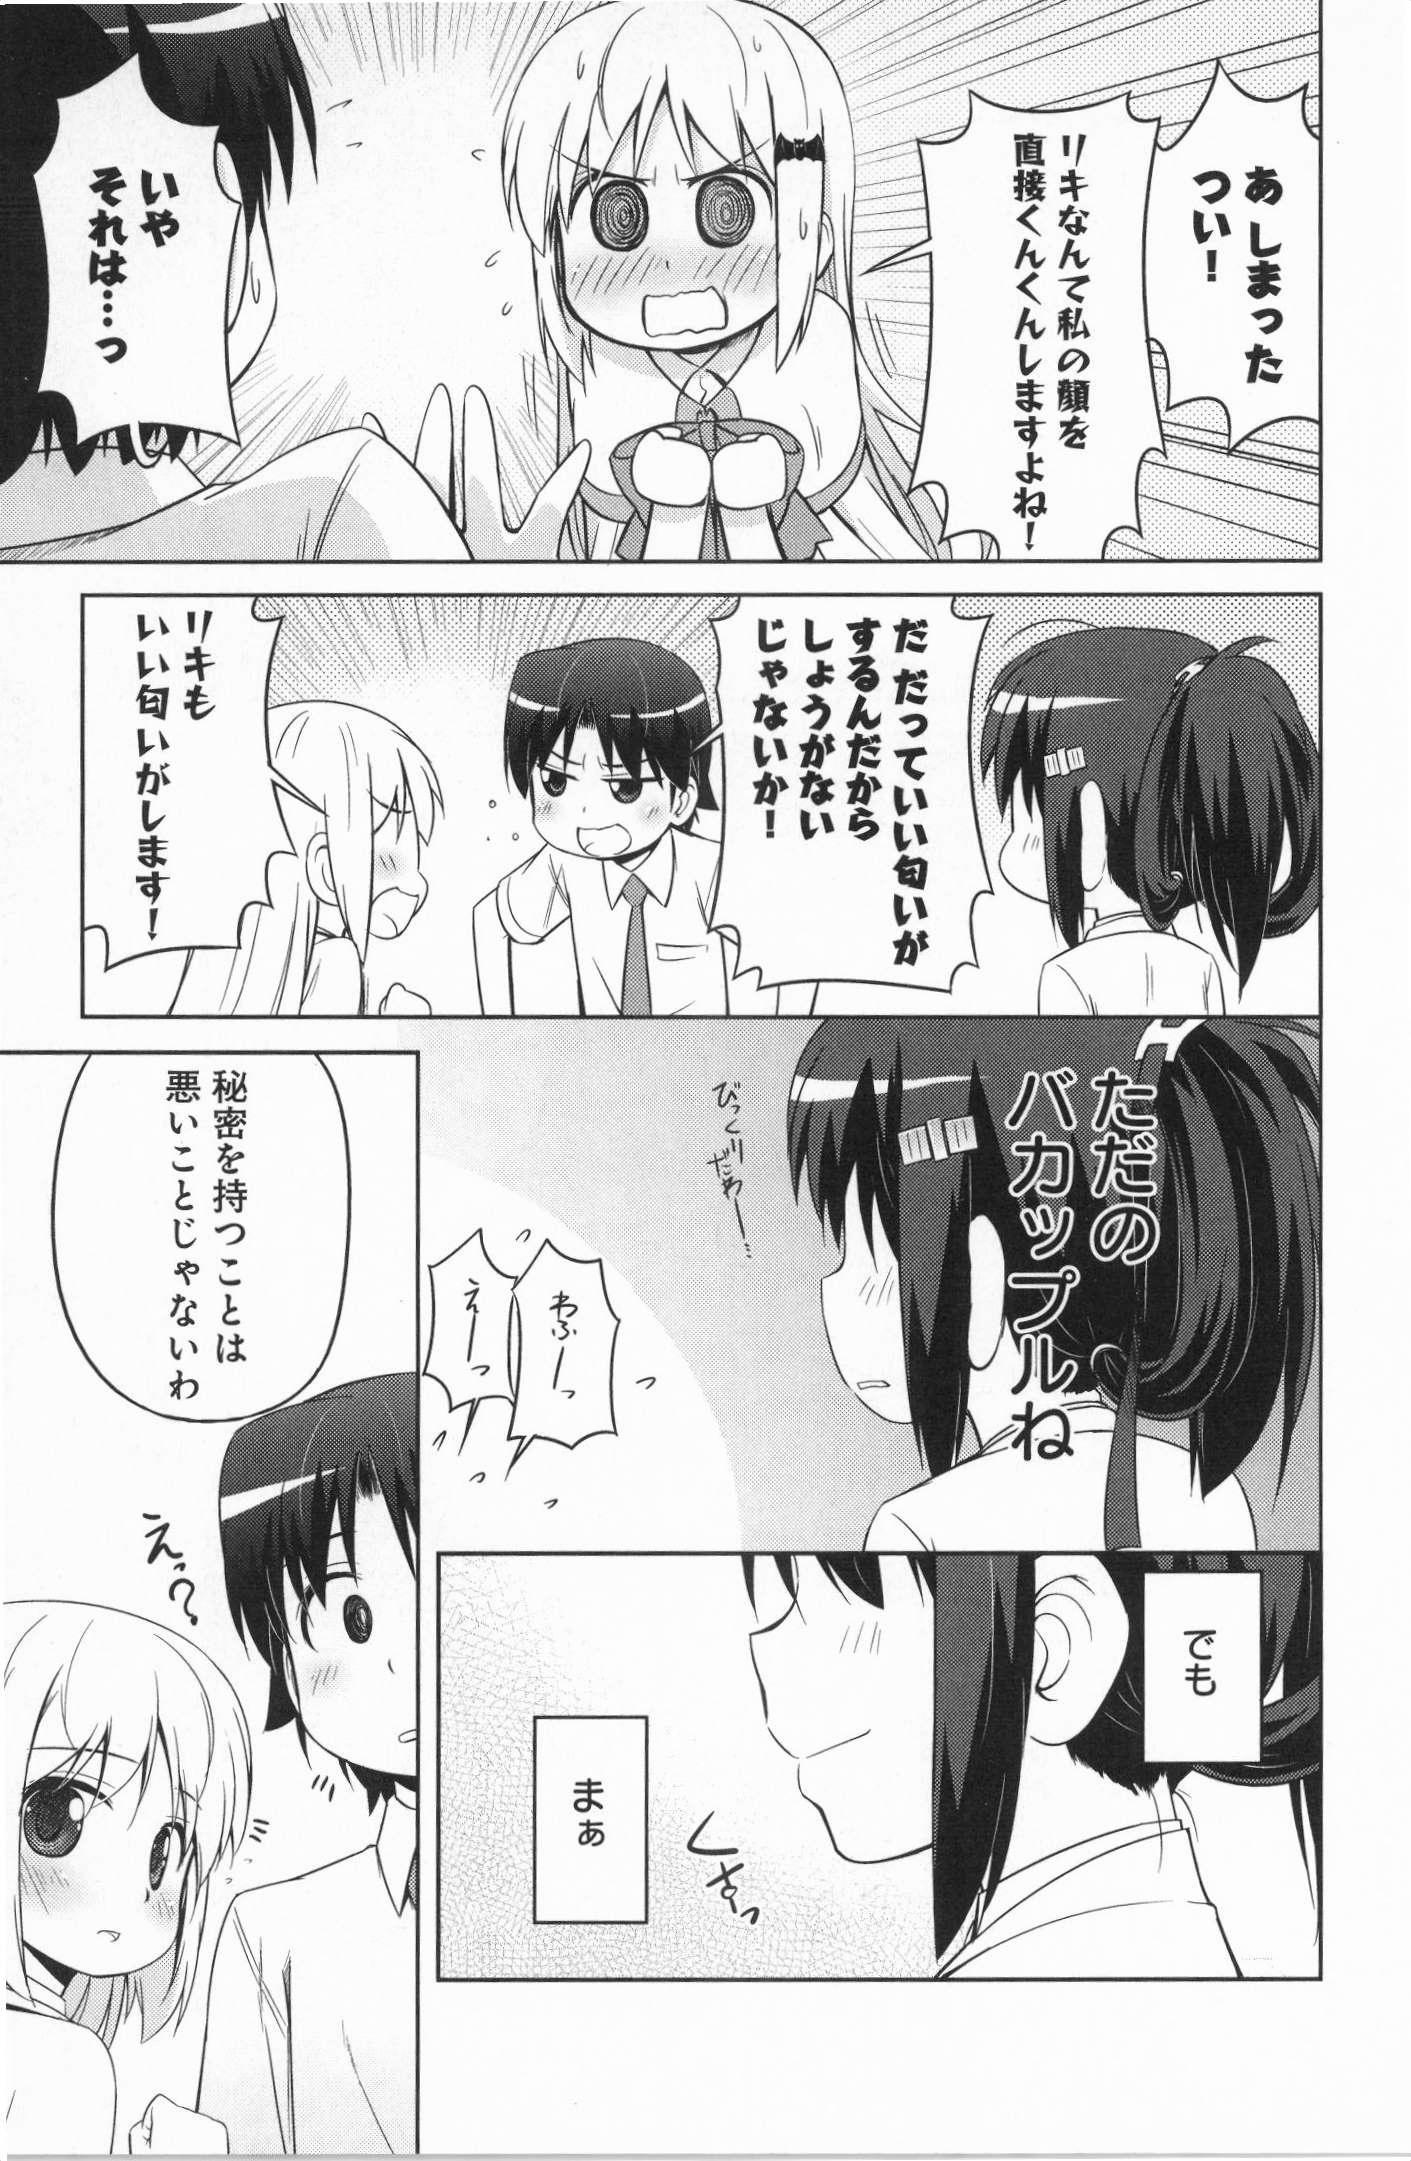 あ しまった
つい！
リキなんて私の顔を
直接くんくんしますよね！
いや
それは…っ
だ だっていい匂いが
するんだから
しょうがない
じゃないか！
リキも
いい匂いがします！
ただの
バカップルね
びっくり
だわー…
わふーっ
えーっ
でも
まぁ
くすっ
秘密を持つことは
悪いことじゃないわ
えっ？